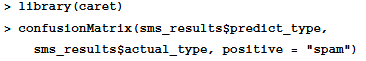 > library(caret)
> confusionMatrix(sms_results$predict_type,
sms_results$actual_type, positive = "spam")